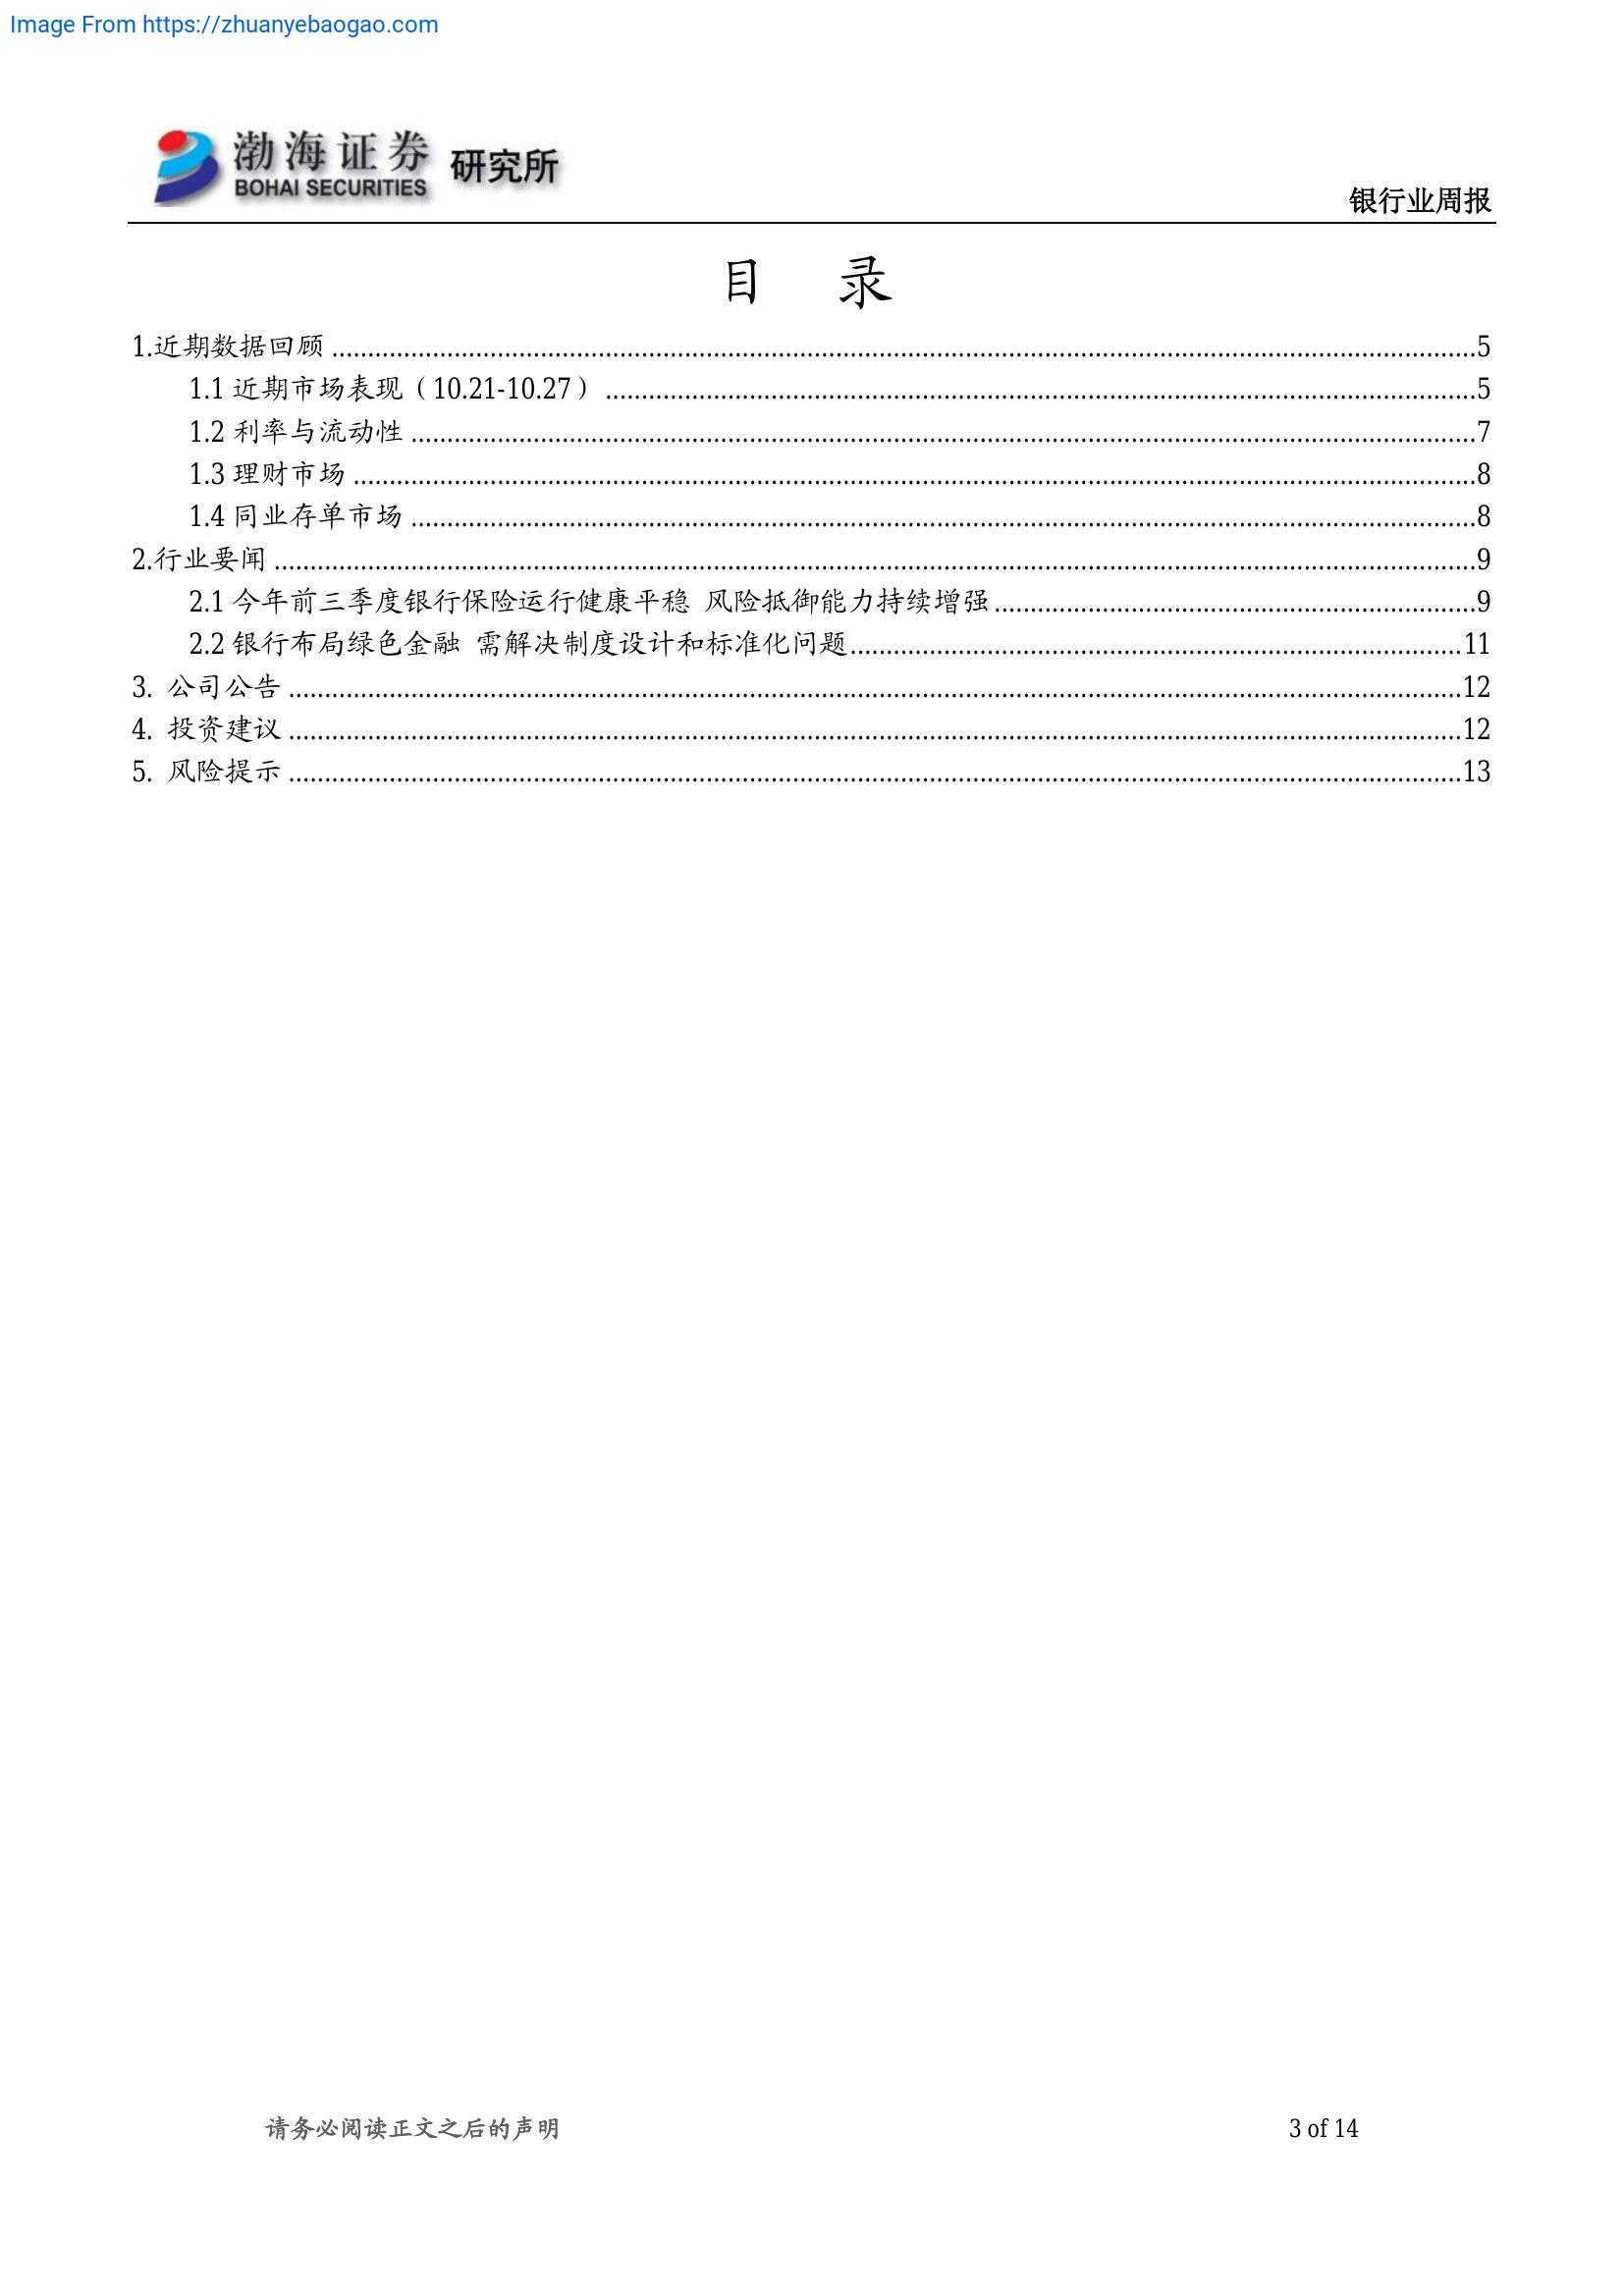 Image From https://zhuanyebaogao.com
渤海证券 研究所
BOHAI SECURITIES
银行业周报
目 录
1.近期数据回顾 ........ 5
1.1 近期市场表现（10.21-10.27） ........ 5
1.2 利率与流动性 ........ 7
1.3 理财市场 ........ 8
1.4 同业存单市场 ........ 8
2.行业要闻 ........ 9
2.1 今年前三季度银行保险运行健康平稳 风险抵御能力持续增强 ........ 9
2.2 银行布局绿色金融 需解决制度设计和标准化问题 ........ 11
3. 公司公告 ........ 12
4. 投资建议 ........ 12
5. 风险提示 ........ 13
请务必阅读正文之后的声明 3 of 14